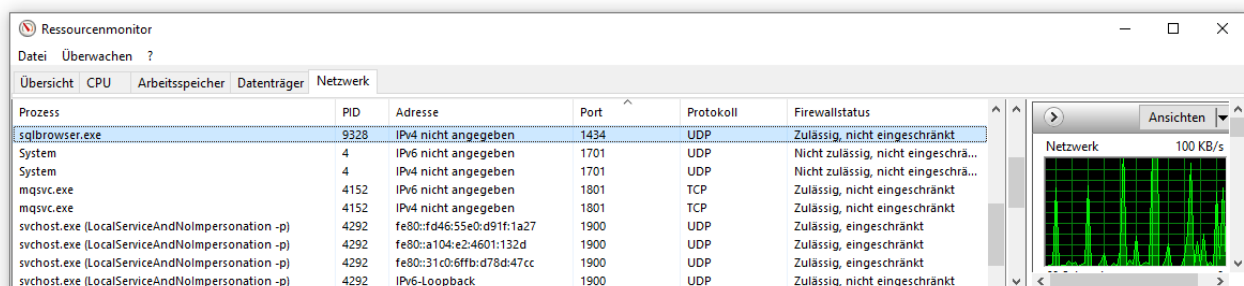 Ressourcenmonitor
Datei Überwachen ?
Übersicht CPU Arbeitsspeicher Datenträger Netzwerk
Prozess PID Adresse Port Protokoll Firewallstatus
sqlbrowser.exe 9328 IPv4 nicht angegeben 1434 UDP Zulässig, nicht eingeschränkt
System 4 IPv6 nicht angegeben 1701 UDP Nicht zulässig, nicht eingeschrä...
System 4 IPv4 nicht angegeben 1701 UDP Nicht zulässig, nicht eingeschrä...
mqsvc.exe 4152 IPv6 nicht angegeben 1801 TCP Zulässig, nicht eingeschränkt
mqsvc.exe 4152 IPv4 nicht angegeben 1801 TCP Zulässig, nicht eingeschränkt
svchost.exe (LocalServiceAndNoImpersonation -p) 4292 fe80::fd46:55e0:d91f:1a27 1900 UDP Zulässig, eingeschränkt
svchost.exe (LocalServiceAndNoImpersonation -p) 4292 fe80::a104:e2:4601:132d 1900 UDP Zulässig, eingeschränkt
svchost.exe (LocalServiceAndNoImpersonation -p) 4292 fe80::31c0:6ffb:d78d:47cc 1900 UDP Zulässig, eingeschränkt
svchost.exe (LocalServiceAndNoImpersonation -p) 4292 IPv6-Loopback 1900 UDP Zulässig, eingeschränkt
Ansichten
Netzwerk 100 KB/s